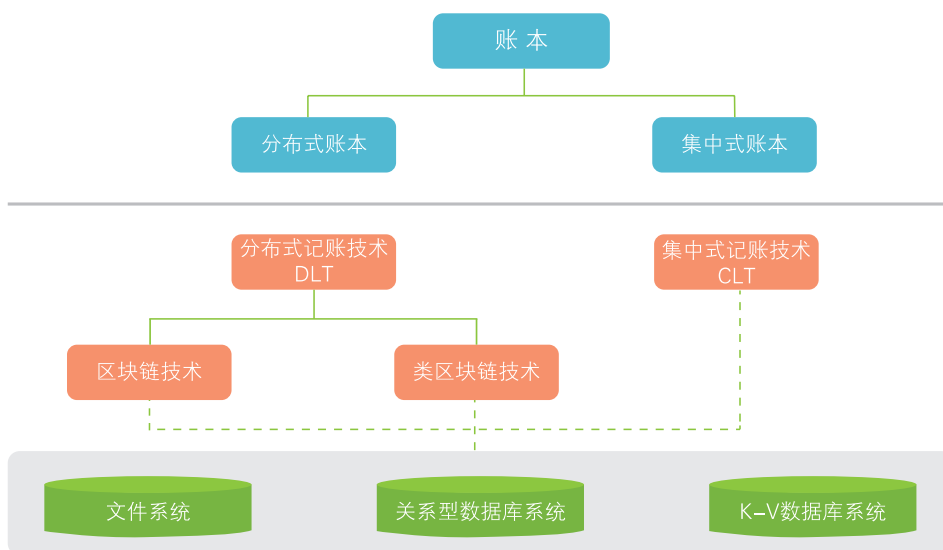 账 本
分布式账本
集中式账本
分布式记账技术
DLT
集中式记账技术
CLT
区块链技术
类区块链技术
文件系统
关系型数据库系统
K–V数据库系统